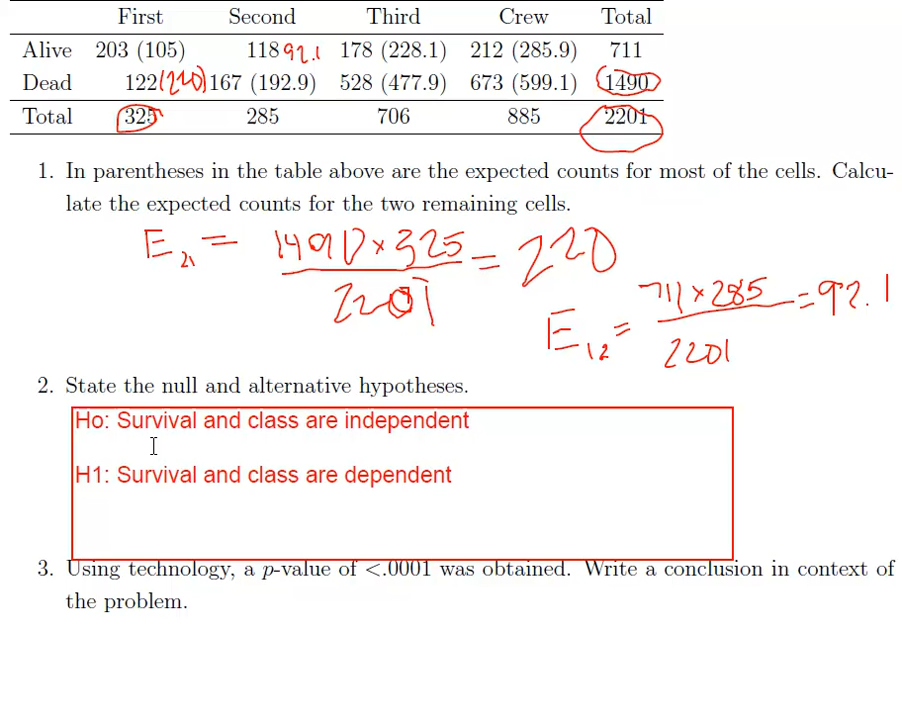 First Second Third Crew Total
Alive 203 (105) 118 92.1 178 (228.1) 212 (285.9) 711
Dead 122 (220) 167 (192.9) 528 (477.9) 673 (599.1) 1490
Total 325 285 706 885 2201
1. In parentheses in the table above are the expected counts for most of the cells. Calcu-
late the expected counts for the two remaining cells.
E21 = 1490 × 325 / 2201 = 220
E12 = 711 × 285 / 2201 = 92.1
2. State the null and alternative hypotheses.
Ho: Survival and class are independent
H1: Survival and class are dependent
3. Using technology, a p-value of <.0001 was obtained. Write a conclusion in context of
the problem.